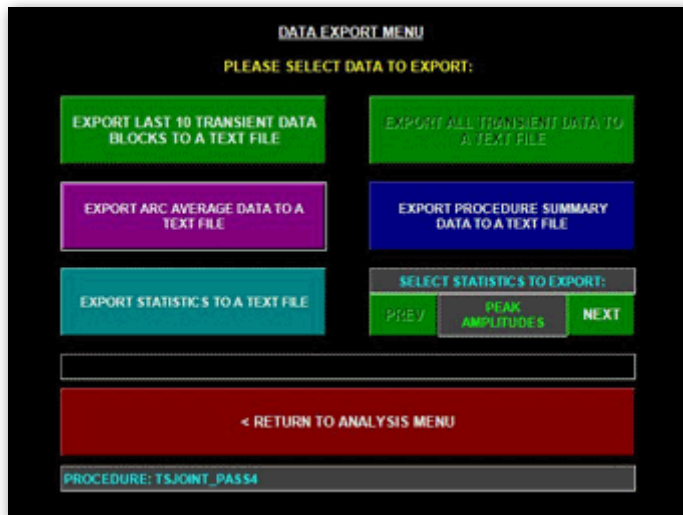 DATA EXPORT MENU
PLEASE SELECT DATA TO EXPORT:
EXPORT LAST 10 TRANSIENT DATA
BLOCKS TO A TEXT FILE
EXPORT ALL TRANSIENT DATA TO
A TEXT FILE
EXPORT ARC AVERAGE DATA TO A
TEXT FILE
EXPORT PROCEDURE SUMMARY
DATA TO A TEXT FILE
EXPORT STATISTICS TO A TEXT FILE
SELECT STATISTICS TO EXPORT:
PREV
PEAK
AMPLITUDES
NEXT
< RETURN TO ANALYSIS MENU
PROCEDURE: TSJOINT_PASS4